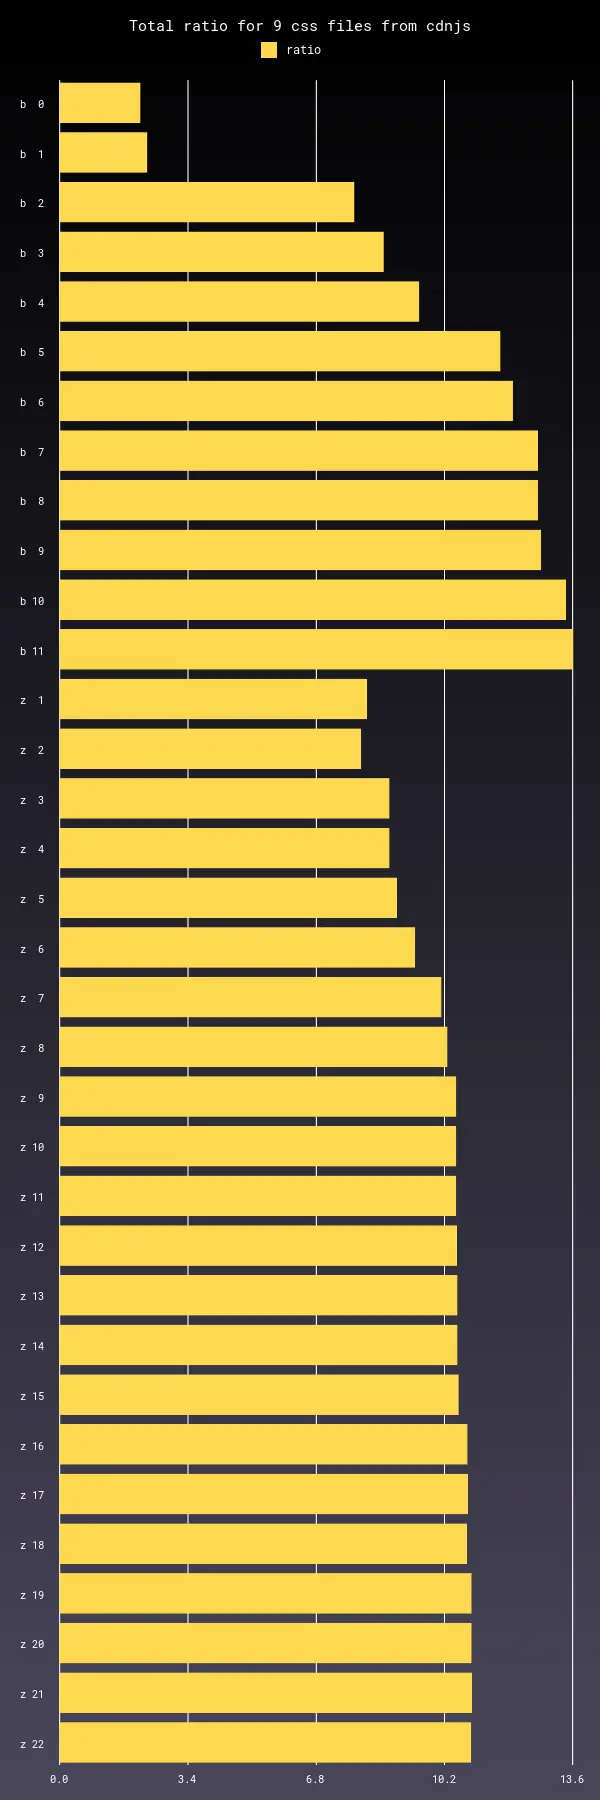 Total ratio for 9 css files from cdnjs
ratio
b  0
b  1
b  2
b  3
b  4
b  5
b  6
b  7
b  8
b  9
b 10
b 11
z  1
z  2
z  3
z  4
z  5
z  6
z  7
z  8
z  9
z 10
z 11
z 12
z 13
z 14
z 15
z 16
z 17
z 18
z 19
z 20
z 21
z 22
0.0 3.4 6.8 10.2 13.6